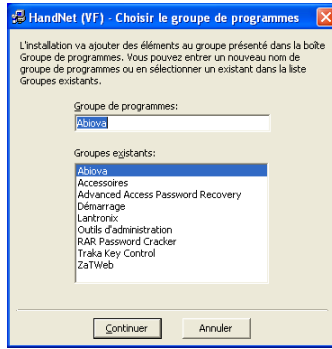 HandNet (VF) - Choisir le groupe de programmes
L'installation va ajouter des éléments au groupe présenté dans la boîte
Groupe de programmes. Vous pouvez entrer un nouveau nom de
groupe de programmes ou en sélectionner un existant dans la liste
Groupes existants.
Groupe de programmes:
Abiova
Groupes existants:
Abiova
Accessoires
Advanced Access Password Recovery
Démarrage
Lantronix
Outils d'administration
RAR Password Cracker
Traka Key Control
ZaTWeb
Continuer
Annuler